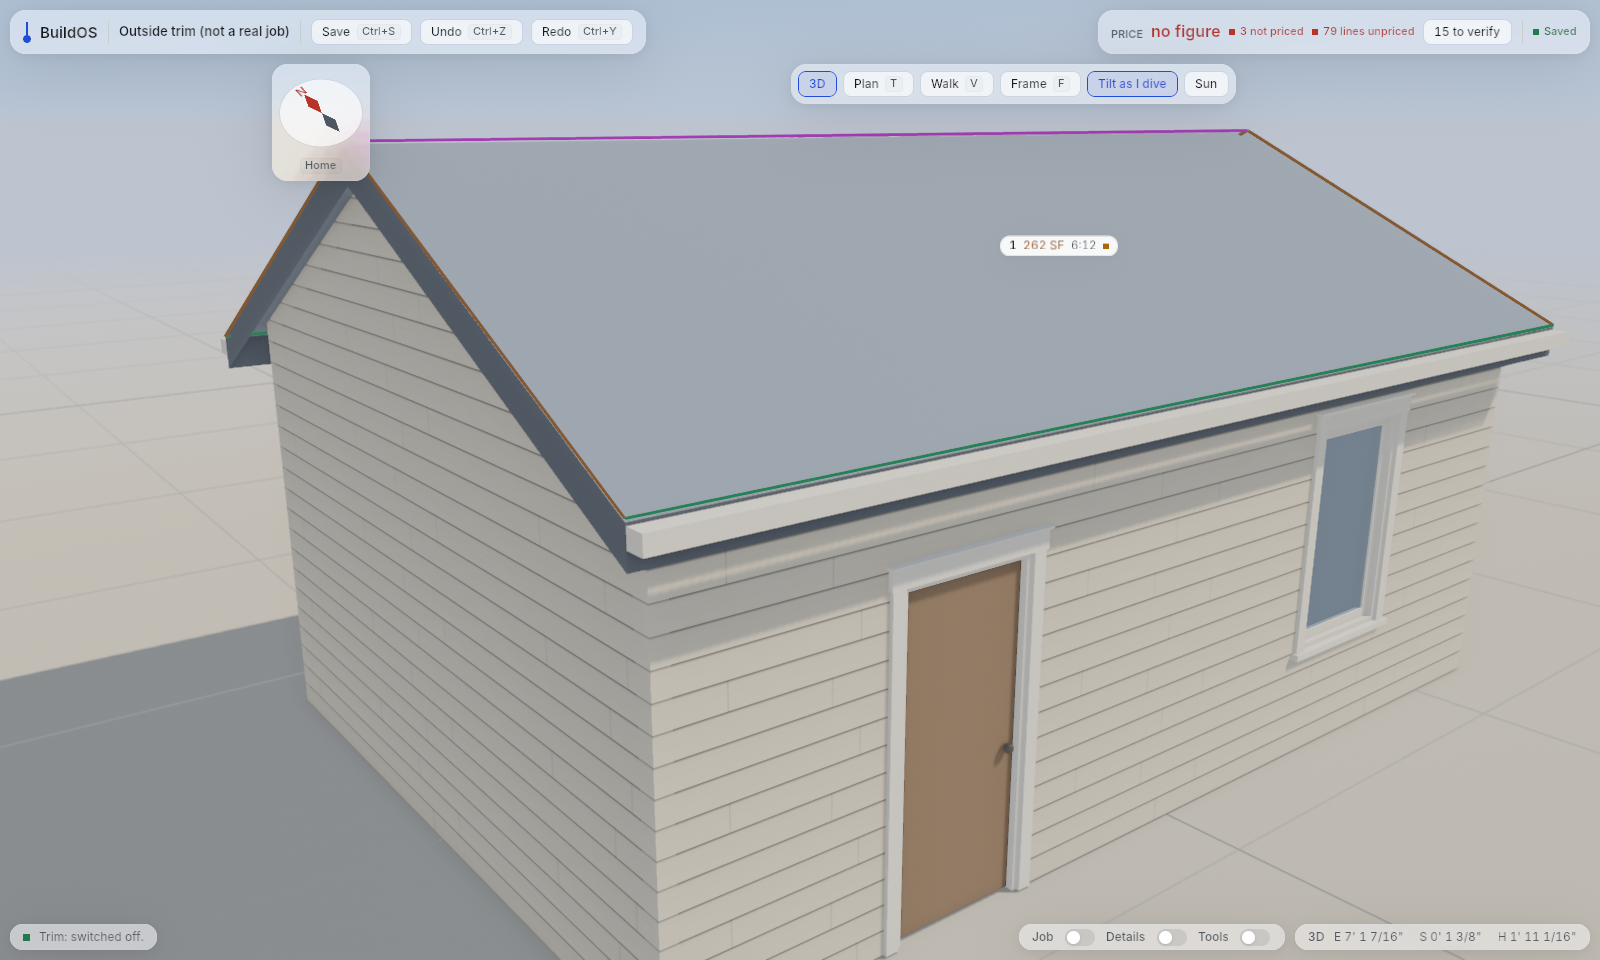 BuildOS Outside trim (not a real job) Save Ctrl+S Undo Ctrl+Z Redo Ctrl+Y
PRICE no figure 3 not priced 79 lines unpriced 15 to verify Saved
3D Plan T Walk V Frame F Tilt as I dive Sun
N
Home
1 262 SF 6:12
Trim: switched off.
Job Details Tools
3D E 7' 1 7/16" S 0' 1 3/8" H 1' 11 1/16"